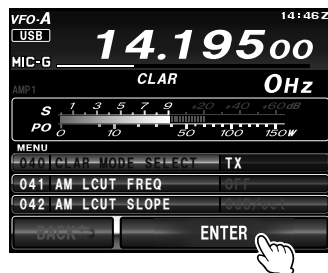 VFO-A 14:46Z
USB 14.19500
MIC-G
CLAR 0Hz
AMP1
S 1 3 5 7 9 +20 +40 +60dB
PO 0 10 50 100 150W
MENU
040 CLAR MODE SELECT TX
041 AM LCUT FREQ OFF
042 AM LCUT SLOPE
BACK ENTER